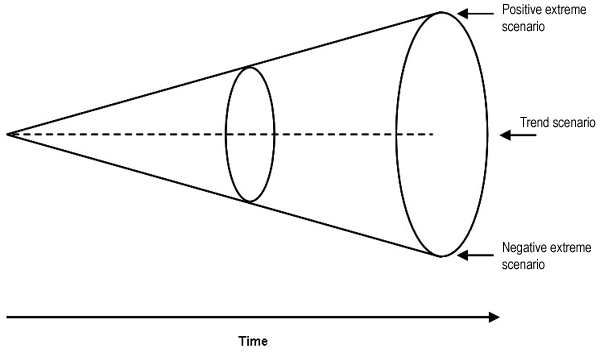 Positive extreme
scenario
Trend scenario
Negative extreme
scenario
Time